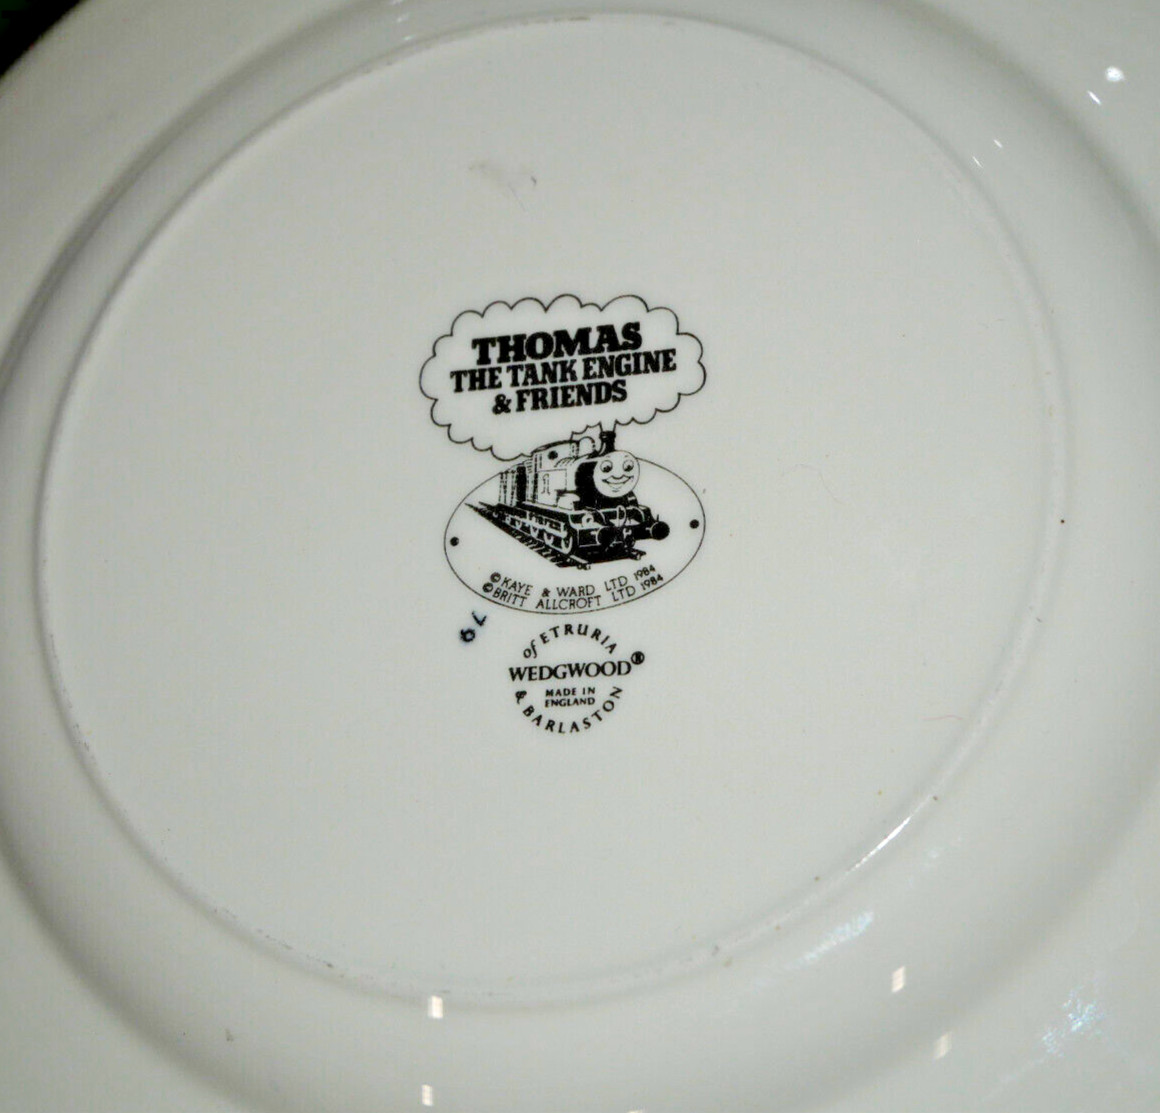 THOMAS
THE TANK ENGINE
& FRIENDS
1
© KAYE & WARD LTD 1984
© BRITT ALLCROFT LTD 1984
of ETRURIA
WEDGWOOD®
MADE IN
ENGLAND
& BARLASTON